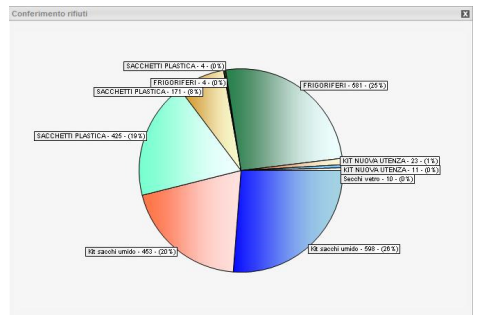 Conferimento rifiuti
SACCHETTI PLASTICA - 4 - (0%)
FRIGORIFERI - 4 - (0%)
SACCHETTI PLASTICA - 171 - (8%)
FRIGORIFERI - 581 - (25%)
SACCHETTI PLASTICA - 425 - (19%)
KIT NUOVA UTENZA - 23 - (1%)
KIT NUOVA UTENZA - 11 - (0%)
Secchi vetro - 10 - (0%)
Kit sacchi umido - 453 - (20%)
Kit sacchi umido - 598 - (26%)